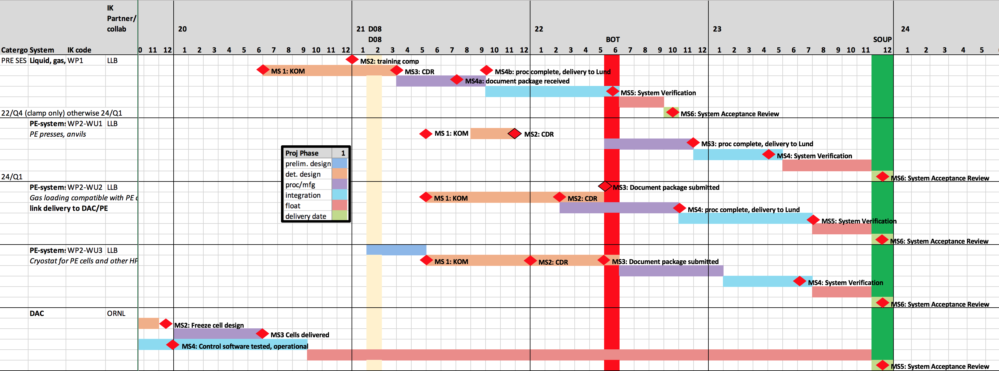 IK
Partner/
collab
20
21 D08
22
23
24
D08
BOT
SOUP
Catergo System IK code
0 11 12 1 2 3 4 5 6 7 8 9 10 11 12 1 2 3 4 5 6 7 8 9 10 11 12 1 2 3 4 5 6 7 8 9 10 11 12 1 2 3 4 5 6 7 8 9 10 11 12 1 2 3 4 5
PRE SES Liquid, gas, WP1 LLB
MS2: training comp
MS 1: KOM
MS3: CDR
MS4b: proc complete, delivery to Lund
MS4a: document package received
MS5: System Verification
22/Q4 (clamp only) otherwise 24/Q1
MS6: System Acceptance Review
PE-systems WP2-WU1 LLB
PE presses, anvils
MS 1: KOM
MS2: CDR
MS3: proc complete, delivery to Lund
Proj Phase 1
prelim. design
det. design
proc/mfg
integration
float
delivery date
MS4: System Verification
24/Q1
MS6: System Acceptance Review
PE-systems WP2-WU2 LLB
MS3: Document package submitted
Gas loading compatible with PE c
MS 1: KOM
MS2: CDR
link delivery to DAC/PE
MS4: proc complete, delivery to Lund
MS5: System Verification
MS6: System Acceptance Review
PE-systems WP2-WU3 LLB
Cryostat for PE cells and other HP
MS 1: KOM
MS2: CDR
MS3: Document package submitted
MS4: System Verification
MS6: System Acceptance Review
DAC ORNL
MS2: Freeze cell design
MS3 Cells delivered
MS4: Control software tested, operational
MS5: System Acceptance Review